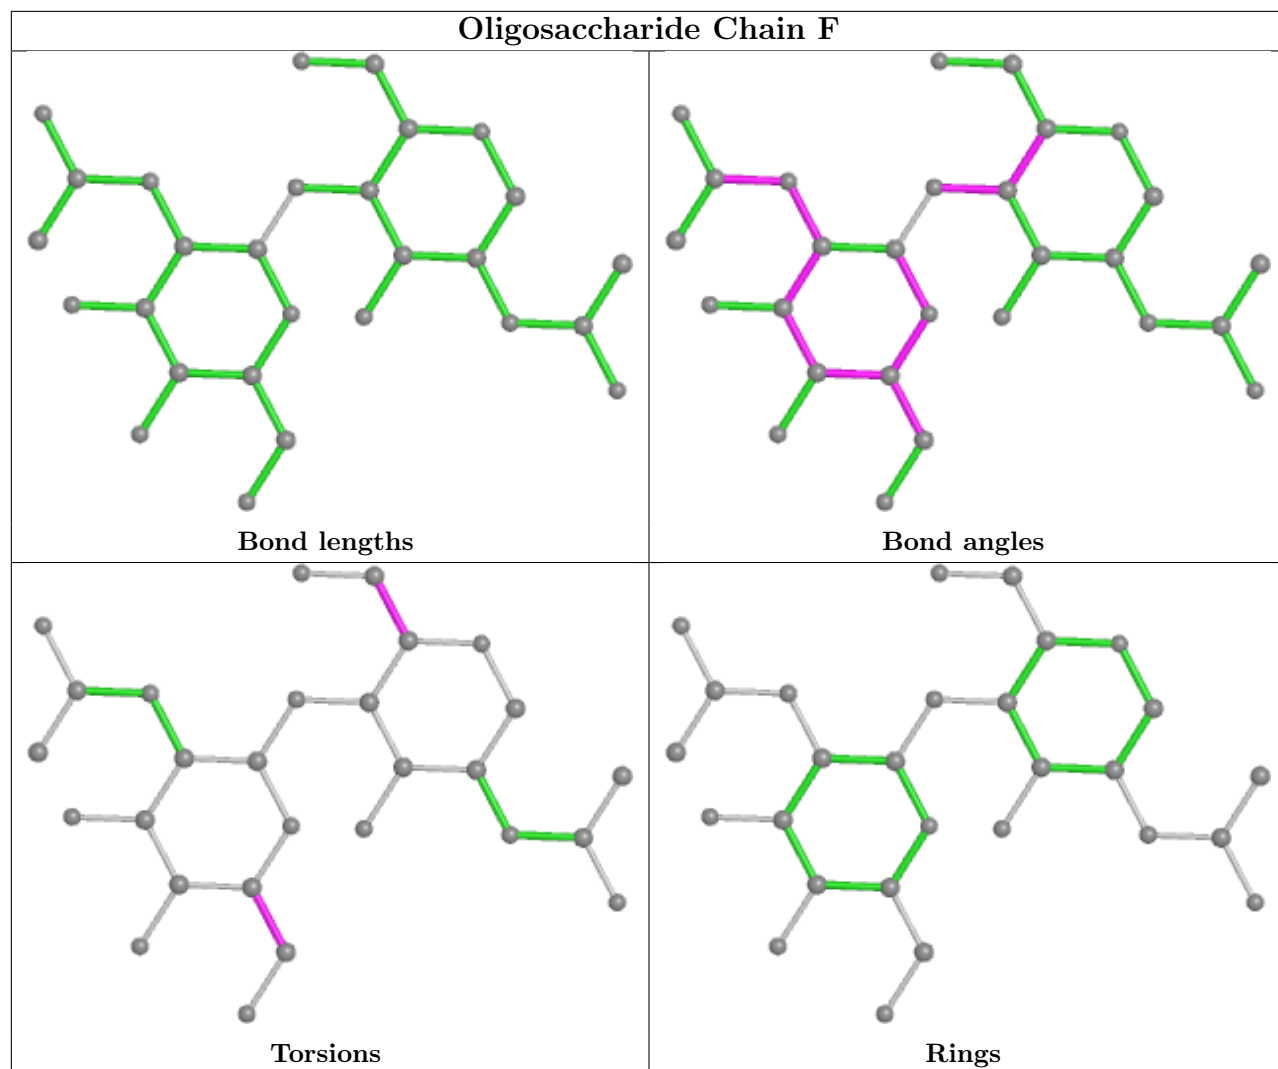 Oligosaccharide Chain F
Bond lengths
Bond angles
Torsions
Rings